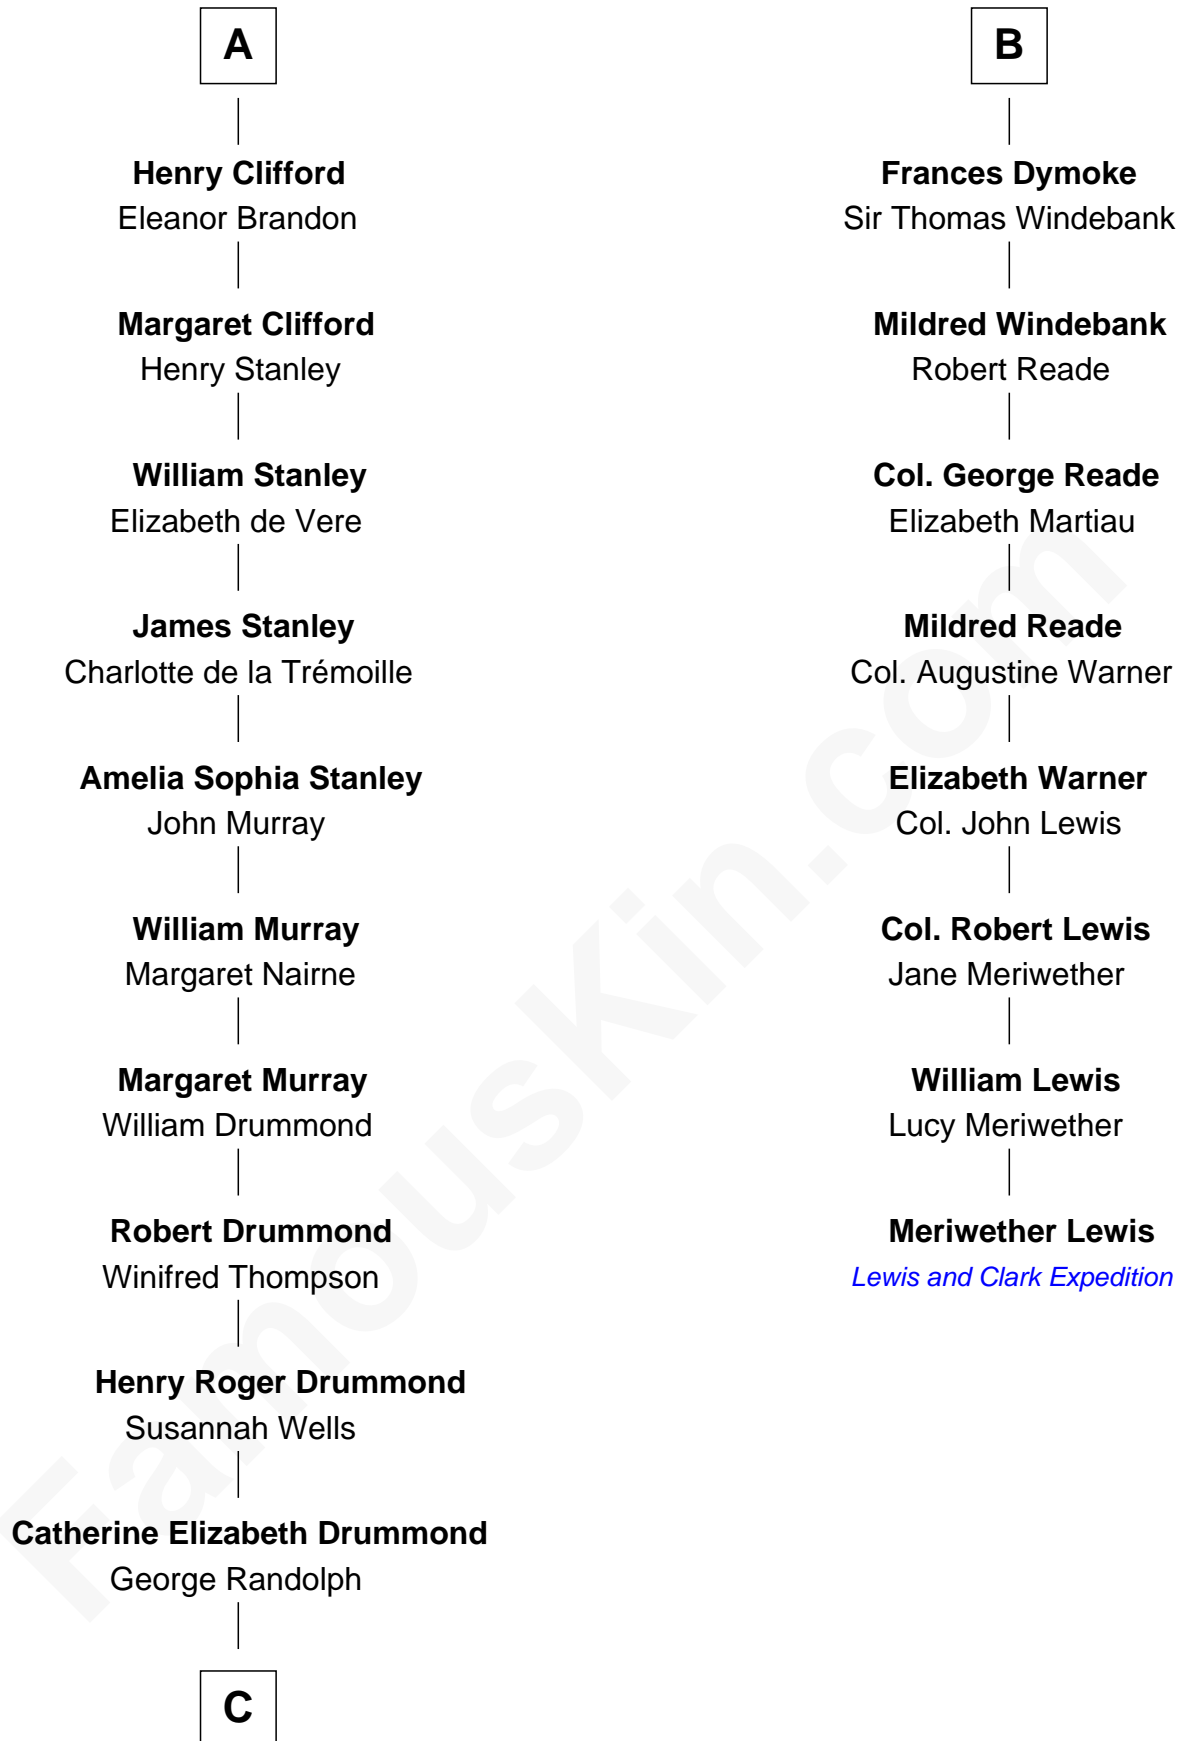 A
Henry Clifford
Eleanor Brandon
Margaret Clifford
Henry Stanley
William Stanley
Elizabeth de Vere
James Stanley
Charlotte de la Trémoille
Amelia Sophia Stanley
John Murray
William Murray
Margaret Nairne
Margaret Murray
William Drummond
Robert Drummond
Winifred Thompson
Henry Roger Drummond
Susannah Wells
Catherine Elizabeth Drummond
George Randolph
C
B
Frances Dymoke
Sir Thomas Windebank
Mildred Windebank
Robert Reade
Col. George Reade
Elizabeth Martiau
Mildred Reade
Col. Augustine Warner
Elizabeth Warner
Col. John Lewis
Col. Robert Lewis
Jane Meriwether
William Lewis
Lucy Meriwether
Meriwether Lewis
Lewis and Clark Expedition
FamousKin.com